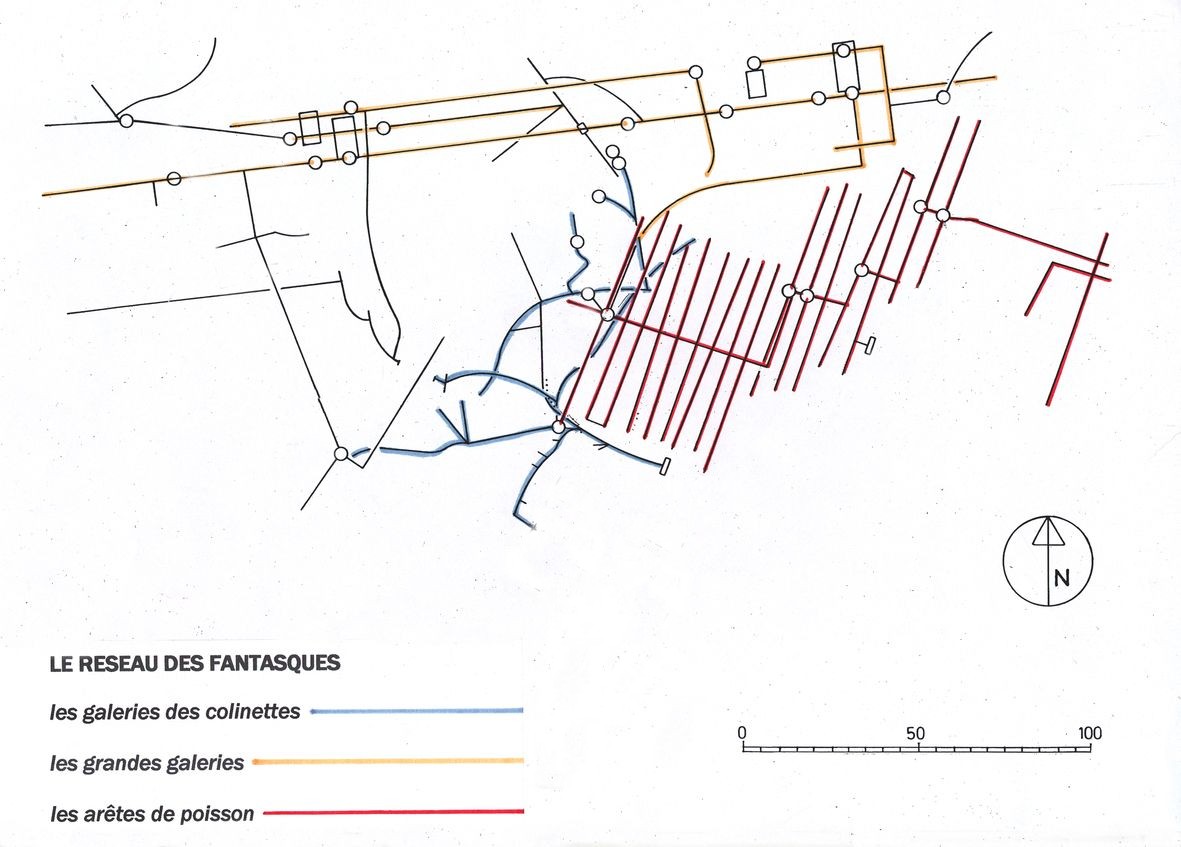 N
LE RESEAU DES FANTASQUES
les galeries des colinettes
les grandes galeries
les arêtes de poisson
0 50 100